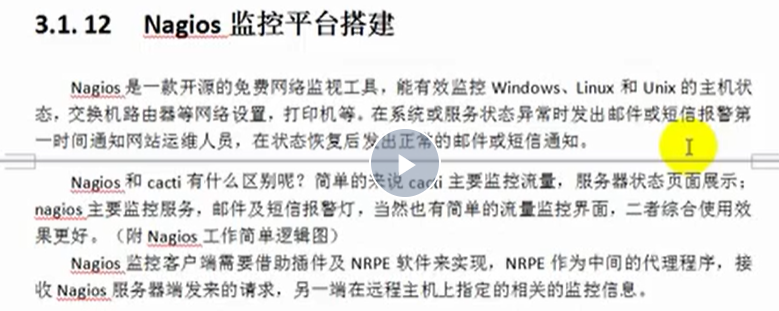 3.1.12 Nagios 监控平台搭建
Nagios 是一款开源的免费网络监视工具，能有效监控 Windows、Linux 和 Unix 的主机状
态，交换机路由器等网络设置，打印机等。在系统或服务状态异常时发出邮件或短信报警第
一时间通知网站运维人员，在状态恢复后发出正常的邮件或短信通知。
Nagios 和 cacti 有什么区别呢？简单的来说 cacti 主要监控流量，服务器状态页面展示；
nagios 主要监控服务，邮件及短信报警灯，当然也有简单的流量监控界面，二者综合使用效
果更好。（附 Nagios 工作简单逻辑图）
Nagios 监控客户端需要借助插件及 NRPE 软件来实现，NRPE 作为中间的代理程序，接
收 Nagios 服务器端发来的请求，另一端在远程主机上指定的相关的监控信息。